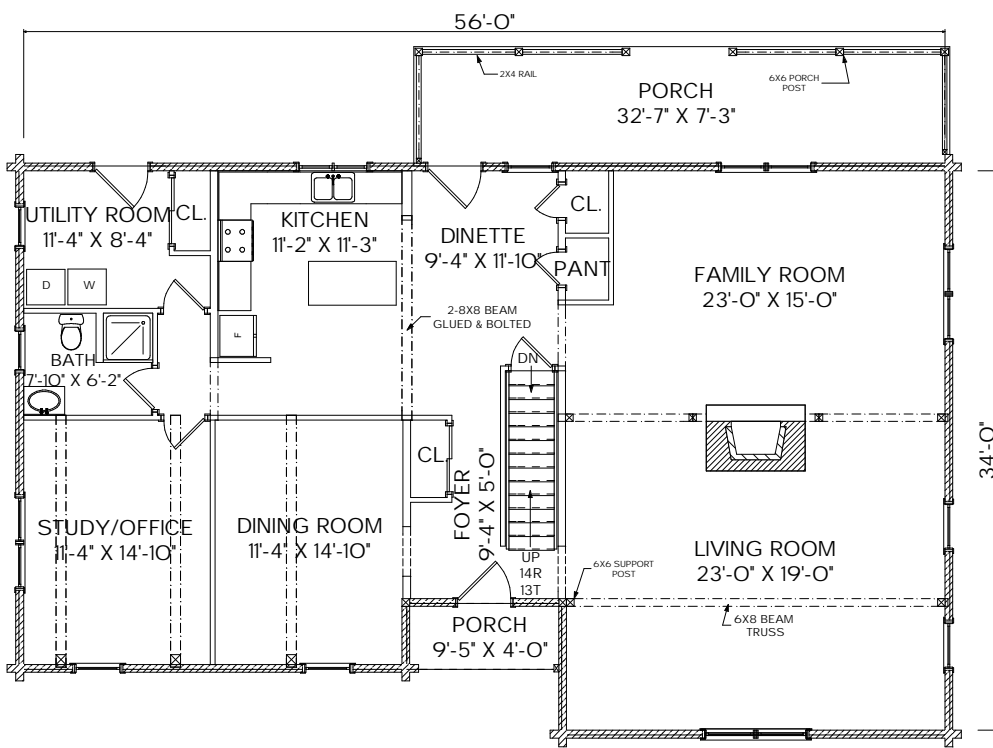 56'-0"
2X4 RAIL
6X6 PORCH
POST
PORCH
32'-7" X 7'-3"
UTILITY ROOM
11'-4" X 8'-4"
CL.
KITCHEN
11'-2" X 11'-3"
DINETTE
9'-4" X 11'-10"
CL.
PANT
FAMILY ROOM
23'-0" X 15'-0"
D
W
2-8X8 BEAM
GLUED & BOLTED
F
BATH
7'-10" X 6'-2"
DN
CL.
FOYER
9'-4" X 5'-0"
34'-0"
STUDY/OFFICE
11'-4" X 14'-10"
DINING ROOM
11'-4" X 14'-10"
LIVING ROOM
23'-0" X 19'-0"
UP
14R
13T
6X6 SUPPORT
POST
PORCH
9'-5" X 4'-0"
6X8 BEAM
TRUSS